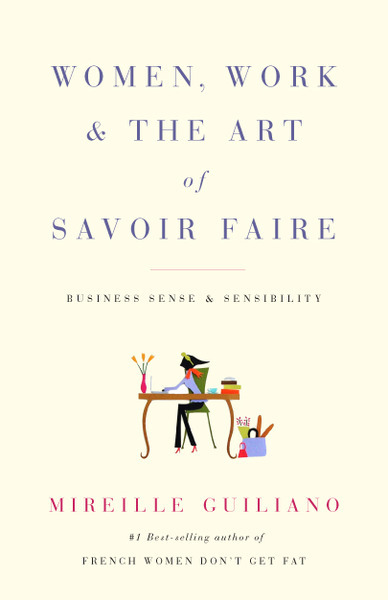 WOMEN, WORK
& THE ART
of
SAVOIR FAIRE
BUSINESS SENSE & SENSIBILITY
MIREILLE GUILIANO
#1 Best-selling author of
FRENCH WOMEN DON'T GET FAT